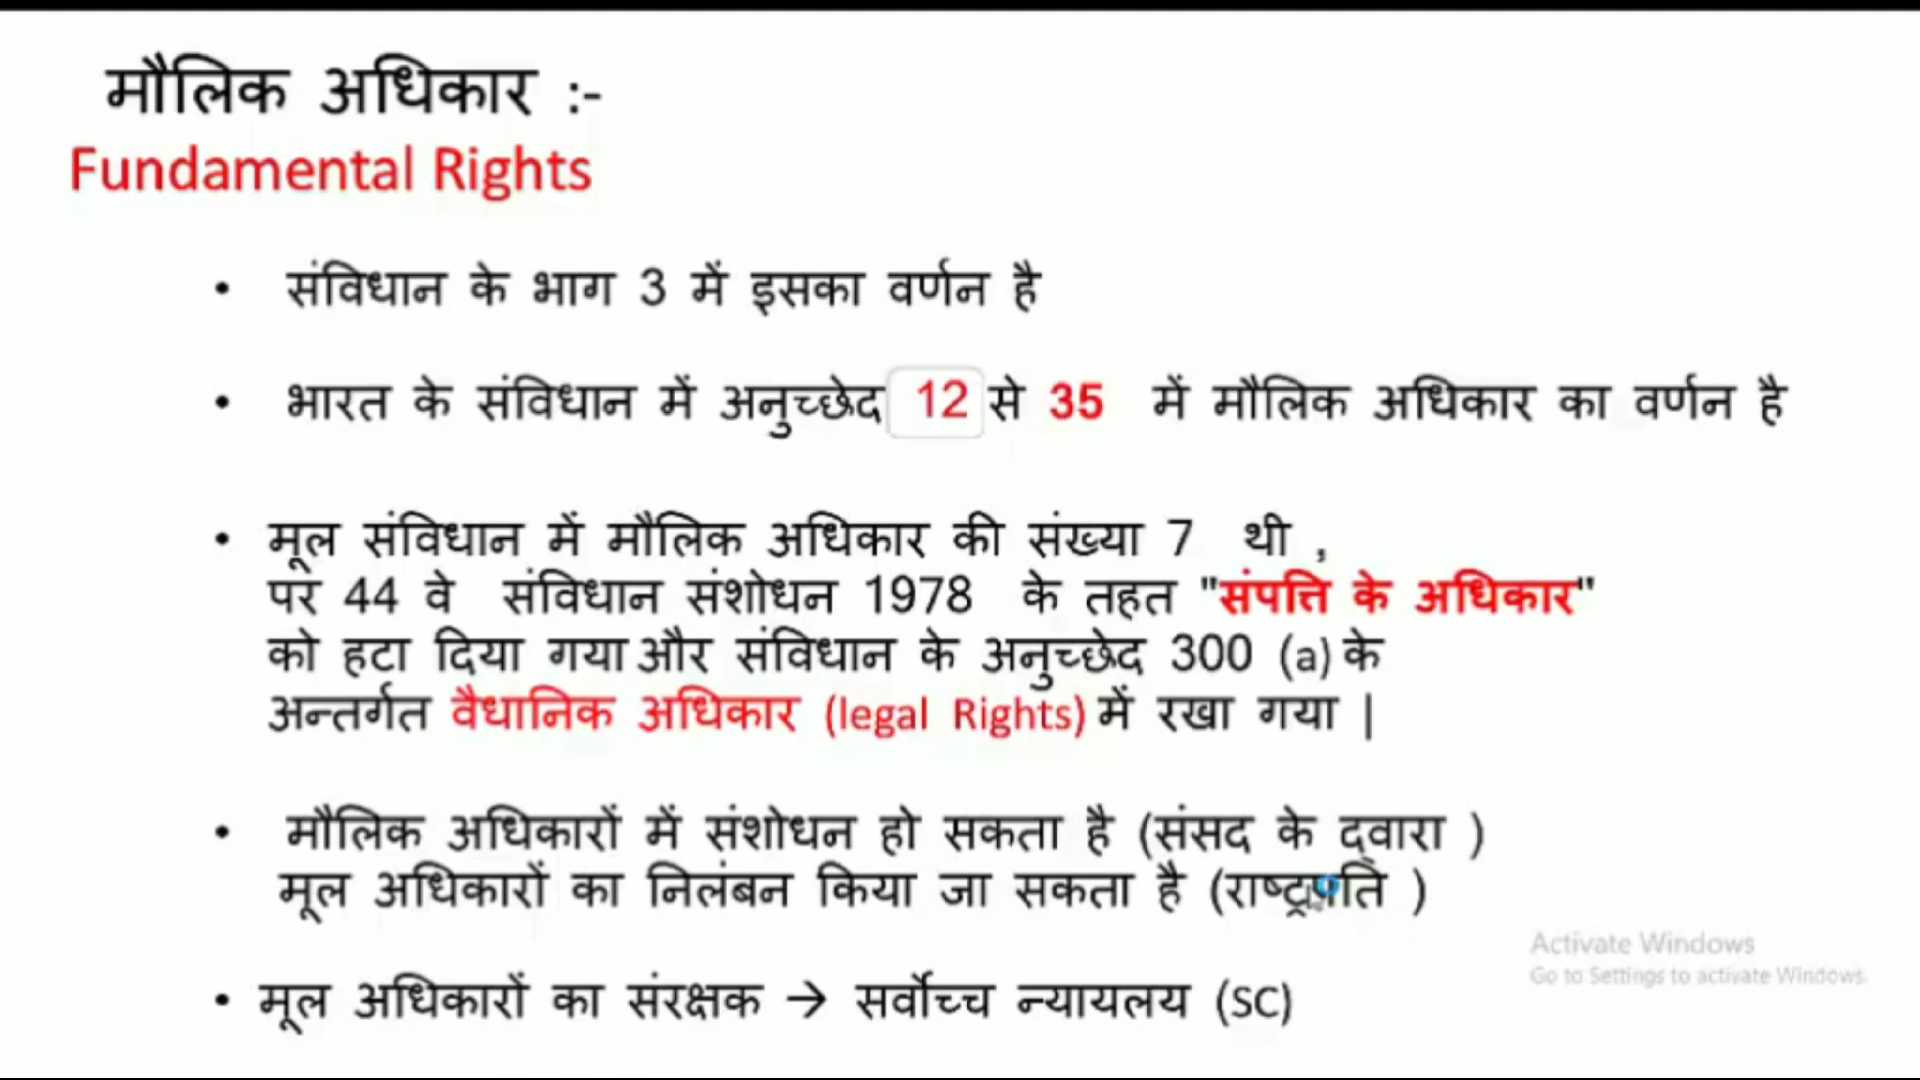 मौलिक अधिकार :-
Fundamental Rights
• संविधान के भाग 3 में इसका वर्णन है
• भारत के संविधान में अनुच्छेद 12 से 35 में मौलिक अधिकार का वर्णन है
• मूल संविधान में मौलिक अधिकार की संख्या 7 थी ,
पर 44 वे संविधान संशोधन 1978 के तहत "संपत्ति के अधिकार"
को हटा दिया गया और संविधान के अनुच्छेद 300 (a) के
अन्तर्गत वैधानिक अधिकार (legal Rights) में रखा गया |
• मौलिक अधिकारों में संशोधन हो सकता है (संसद के द्वारा )
मूल अधिकारों का निलंबन किया जा सकता है (राष्ट्रपति )
• मूल अधिकारों का संरक्षक → सर्वोच्च न्यायलय (SC)
Activate Windows
Go to Settings to activate Windows.